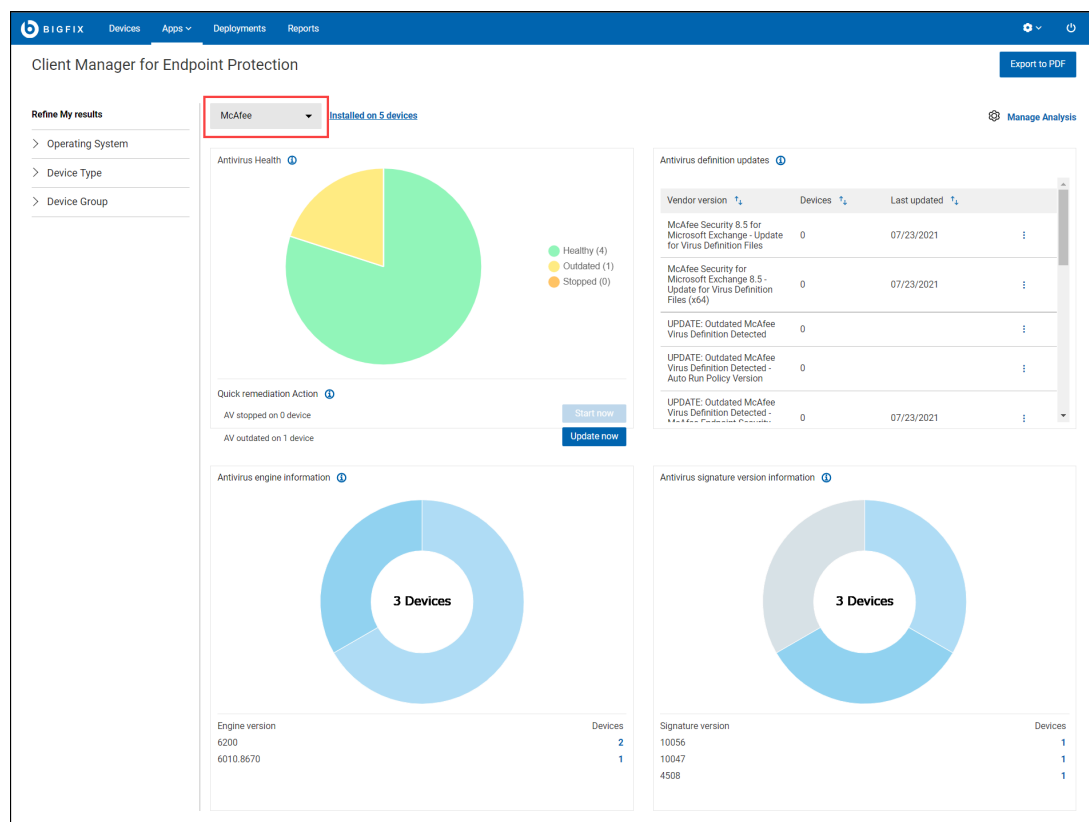 BIGFIX Devices Apps Deployments Reports
Client Manager for Endpoint Protection
Export to PDF
Refine My results
Operating System
Device Type
Device Group
McAfee
Installed on 5 devices
Manage Analysis
Antivirus Health
Healthy (4)
Outdated (1)
Stopped (0)
Quick remediation Action
AV stopped on 0 device Start now
AV outdated on 1 device Update now
Antivirus definition updates
Vendor version Devices Last updated
McAfee Security 8.5 for
Microsoft Exchange - Update 0 07/23/2021
for Virus Definition Files
McAfee Security for
Microsoft Exchange 8.5 -
Update for Virus Definition 0 07/23/2021
Files (x64)
UPDATE: Outdated McAfee
Virus Definition Detected 0
UPDATE: Outdated McAfee
Virus Definition Detected - 0
Auto Run Policy Version
UPDATE: Outdated McAfee
Virus Definition Detected -
McAfee Endpoint Security 0 07/23/2021
Antivirus engine information
3 Devices
Engine version Devices
6200 2
6010.8670 1
Antivirus signature version information
3 Devices
Signature version Devices
10056 1
10047 1
4508 1